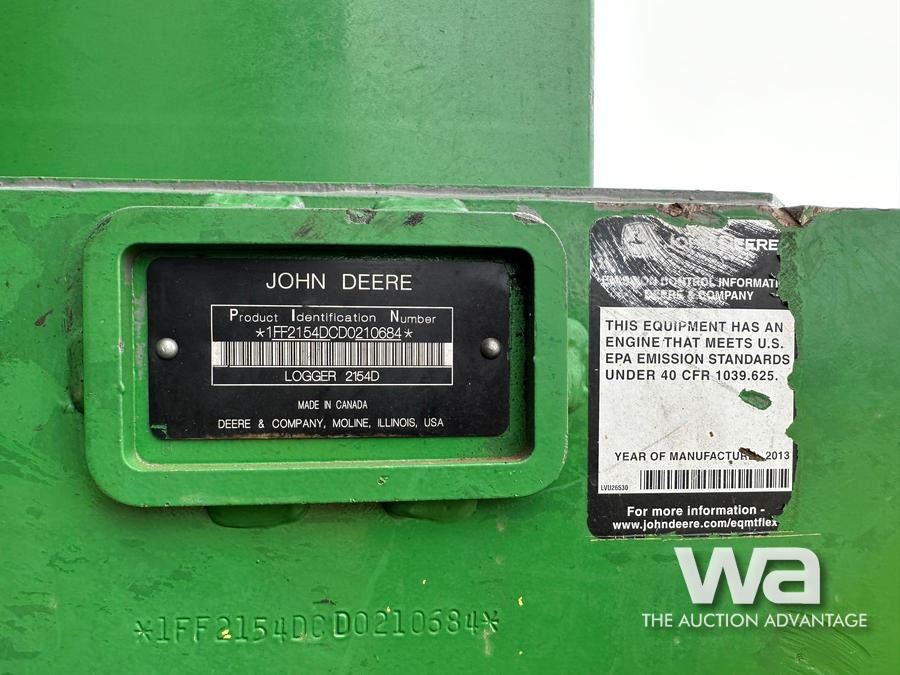 JOHN DEERE
Product Identification Number
*1FF2154DCD0210684*
LOGGER 2154D
MADE IN CANADA
DEERE & COMPANY, MOLINE, ILLINOIS, USA
JOHN DEERE
EMISSION CONTROL INFORMATI
DEERE & COMPANY
THIS EQUIPMENT HAS AN
ENGINE THAT MEETS U.S.
EPA EMISSION STANDARDS
UNDER 40 CFR 1039.625.
YEAR OF MANUFACTURE 2013
LVU26530
For more information -
www.johndeere.com/eqmtflex
*1FF2154DCD0210684*
wa
THE AUCTION ADVANTAGE